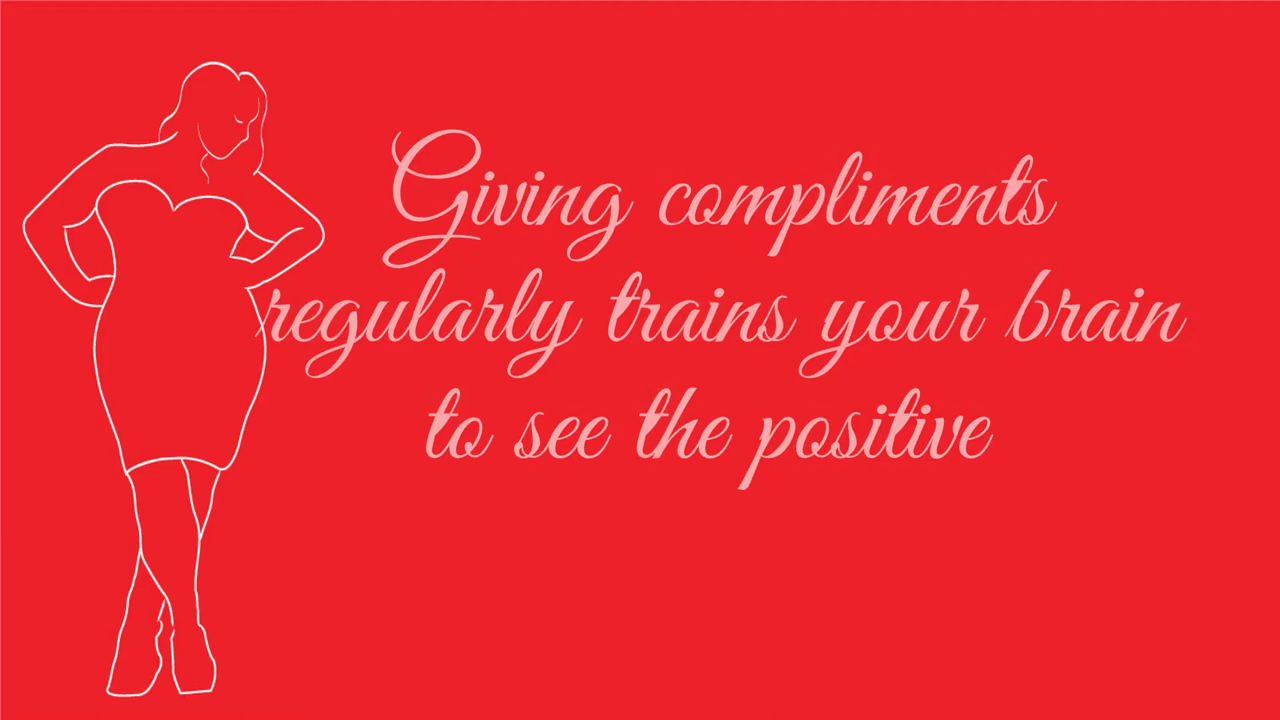 Giving compliments
regularly trains your brain
to see the positive